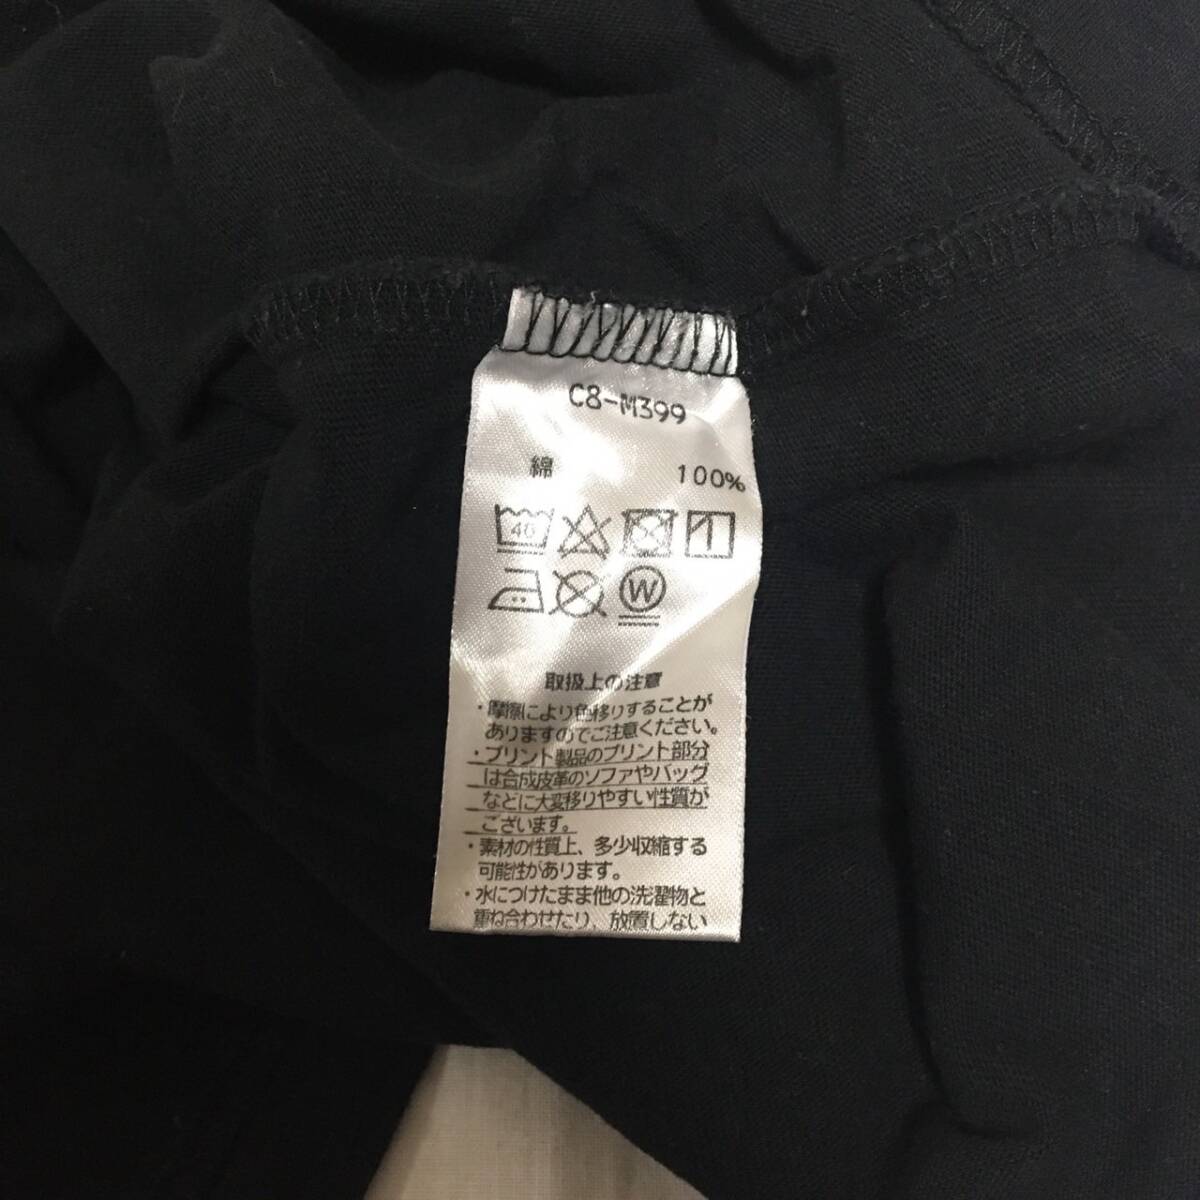 C8-M399
綿 100%
40
W
取扱上の注意
・摩擦により色移りすることが
ありますのでご注意ください。
・プリント製品のプリント部分
は合成皮革のソファやバッグ
などに大変移りやすい性質が
ございます。
・素材の性質上、多少収縮する
可能性があります。
・水につけたまま他の洗濯物と
重ね合わせたり、放置しない